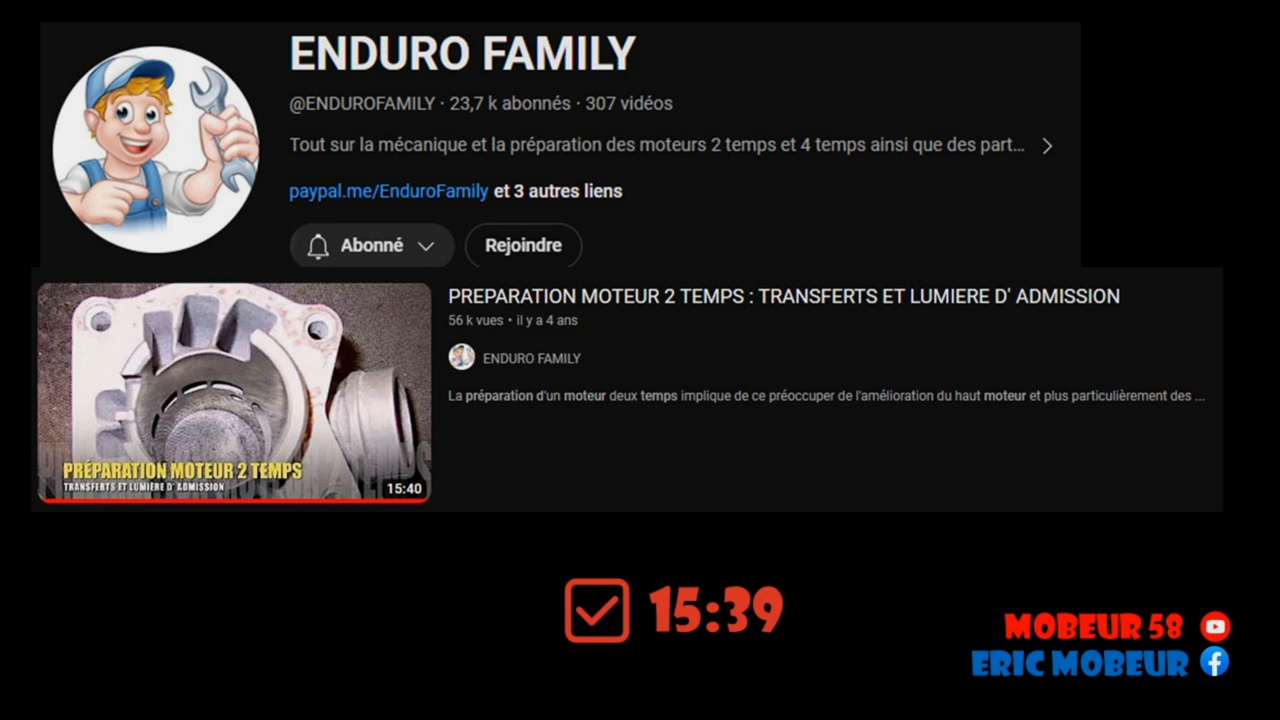 ENDURO FAMILY
@ENDUROFAMILY · 23,7 k abonnés · 307 vidéos
Tout sur la mécanique et la préparation des moteurs 2 temps et 4 temps ainsi que des part...
paypal.me/EnduroFamily et 3 autres liens
Abonné
Rejoindre
PREPARATION MOTEUR 2 TEMPS : TRANSFERTS ET LUMIERE D' ADMISSION
56 k vues • il y a 4 ans
ENDURO FAMILY
La préparation d'un moteur deux temps implique de ce préoccuper de l'amélioration du haut moteur et plus particulièrement des ...
PRÉPARATION MOTEUR 2 TEMPS
TRANSFERTS ET LUMIÈRE D' ADMISSION
15:40
15:39
MOBEUR 58
ERIC MOBEUR